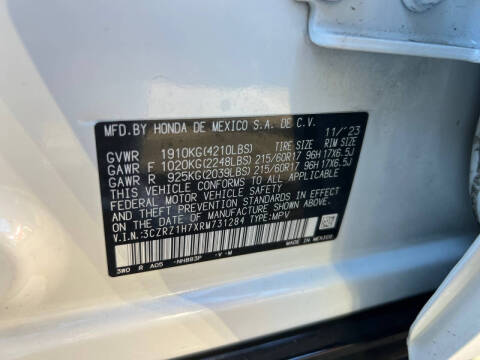 MFD.BY HONDA DE MEXICO S.A. DE C.V. 11/'23
TIRE SIZE RIM SIZE
GVWR 1910KG(4210LBS)
GAWR F 1020KG(2248LBS) 215/60R17 96H 17X6.5J
GAWR R 925KG(2039LBS) 215/60R17 96H 17X6.5J
THIS VEHICLE CONFORMS TO ALL APPLICABLE
FEDERAL MOTOR VEHICLE SAFETY
STANDARDS IN EFFECT ON THE
DATE OF MANUFACTURE SHOWN ABOVE.
V.I.N.:3CZRZ1H7XRM731284 TYPE:MPV
3W0 R A05 -NH883P -V-M MADE IN MEXICO